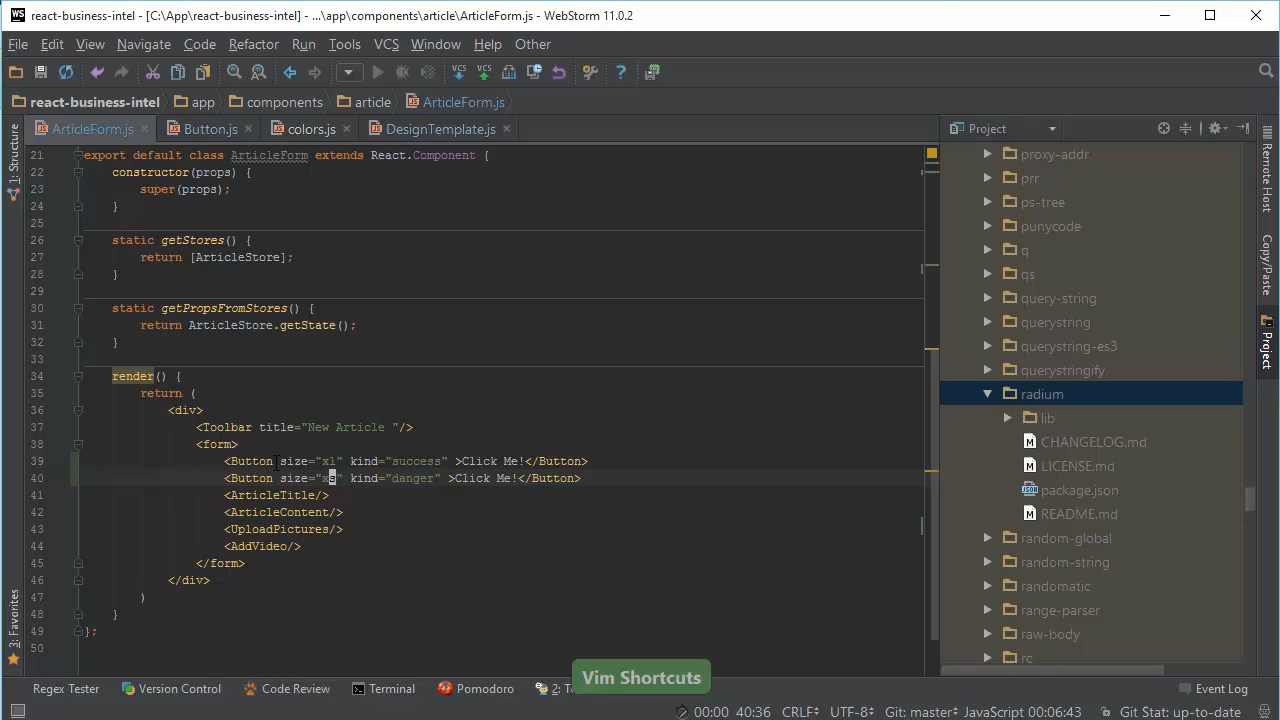 WS react-business-intel - [C:\App\react-business-intel] - ...\app\components\article\ArticleForm.js - WebStorm 11.0.2
File Edit View Navigate Code Refactor Run Tools VCS Window Help Other
VCS VCS ?
react-business-intel app components article ArticleForm.js
ArticleForm.js Button.js colors.js DesignTemplate.js
Project
1: Structure
3: Favorites
21 export default class ArticleForm extends React.Component {
22 constructor(props) {
23 super(props);
24 }
25
26 static getStores() {
27 return [ArticleStore];
28 }
29
30 static getPropsFromStores() {
31 return ArticleStore.getState();
32 }
33
34 render() {
35 return (
36 <div>
37 <Toolbar title="New Article "/>
38 <form>
39 <Button size="xl" kind="success" >Click Me!</Button>
40 <Button size="xs" kind="danger" >Click Me!</Button>
41 <ArticleTitle/>
42 <ArticleContent/>
43 <UploadPictures/>
44 <AddVideo/>
45 </form>
46 </div>
47 )
48 }
49 };
50
proxy-addr
prr
ps-tree
punycode
q
qs
query-string
querystring
querystring-es3
querystringify
radium
lib
CHANGELOG.md
LICENSE.md
package.json
README.md
random-global
random-string
randomatic
range-parser
raw-body
rc
Remote Host
Copy/Paste
Project
Vim Shortcuts
Regex Tester Version Control Code Review Terminal Pomodoro 2: Event Log
00:00 40:36 CRLF UTF-8 Git: master JavaScript 00:06:43 Git Stat: up-to-date